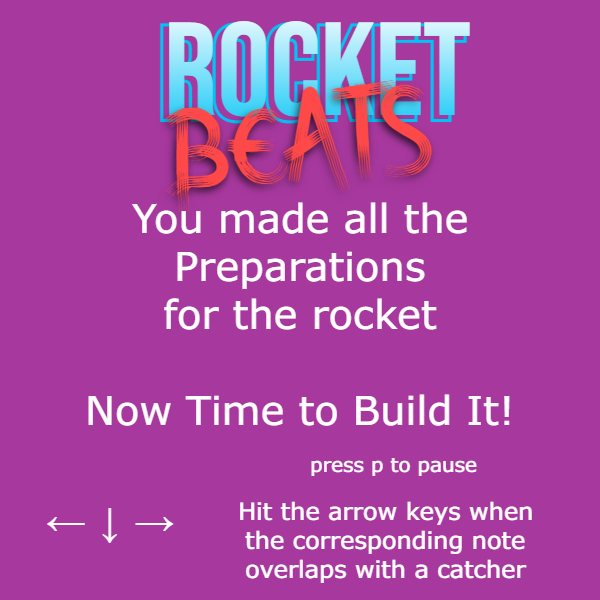 ROCKET
BEATS
You made all the
Preparations
for the rocket
Now Time to Build It!
press p to pause
← ↓ →
Hit the arrow keys when
the corresponding note
overlaps with a catcher